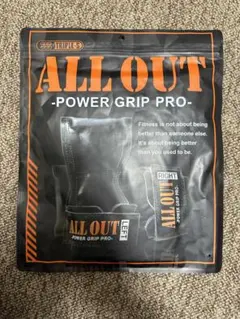 ALL OUT
-POWER GRIP PRO-
Fitness is not about being
better than someone else.
It's about being better
than you used to be.
RIGHT
ALL OUT
POWER GRIP PRO-
ALL OUT
POWER GRIP PRO-
LEFT